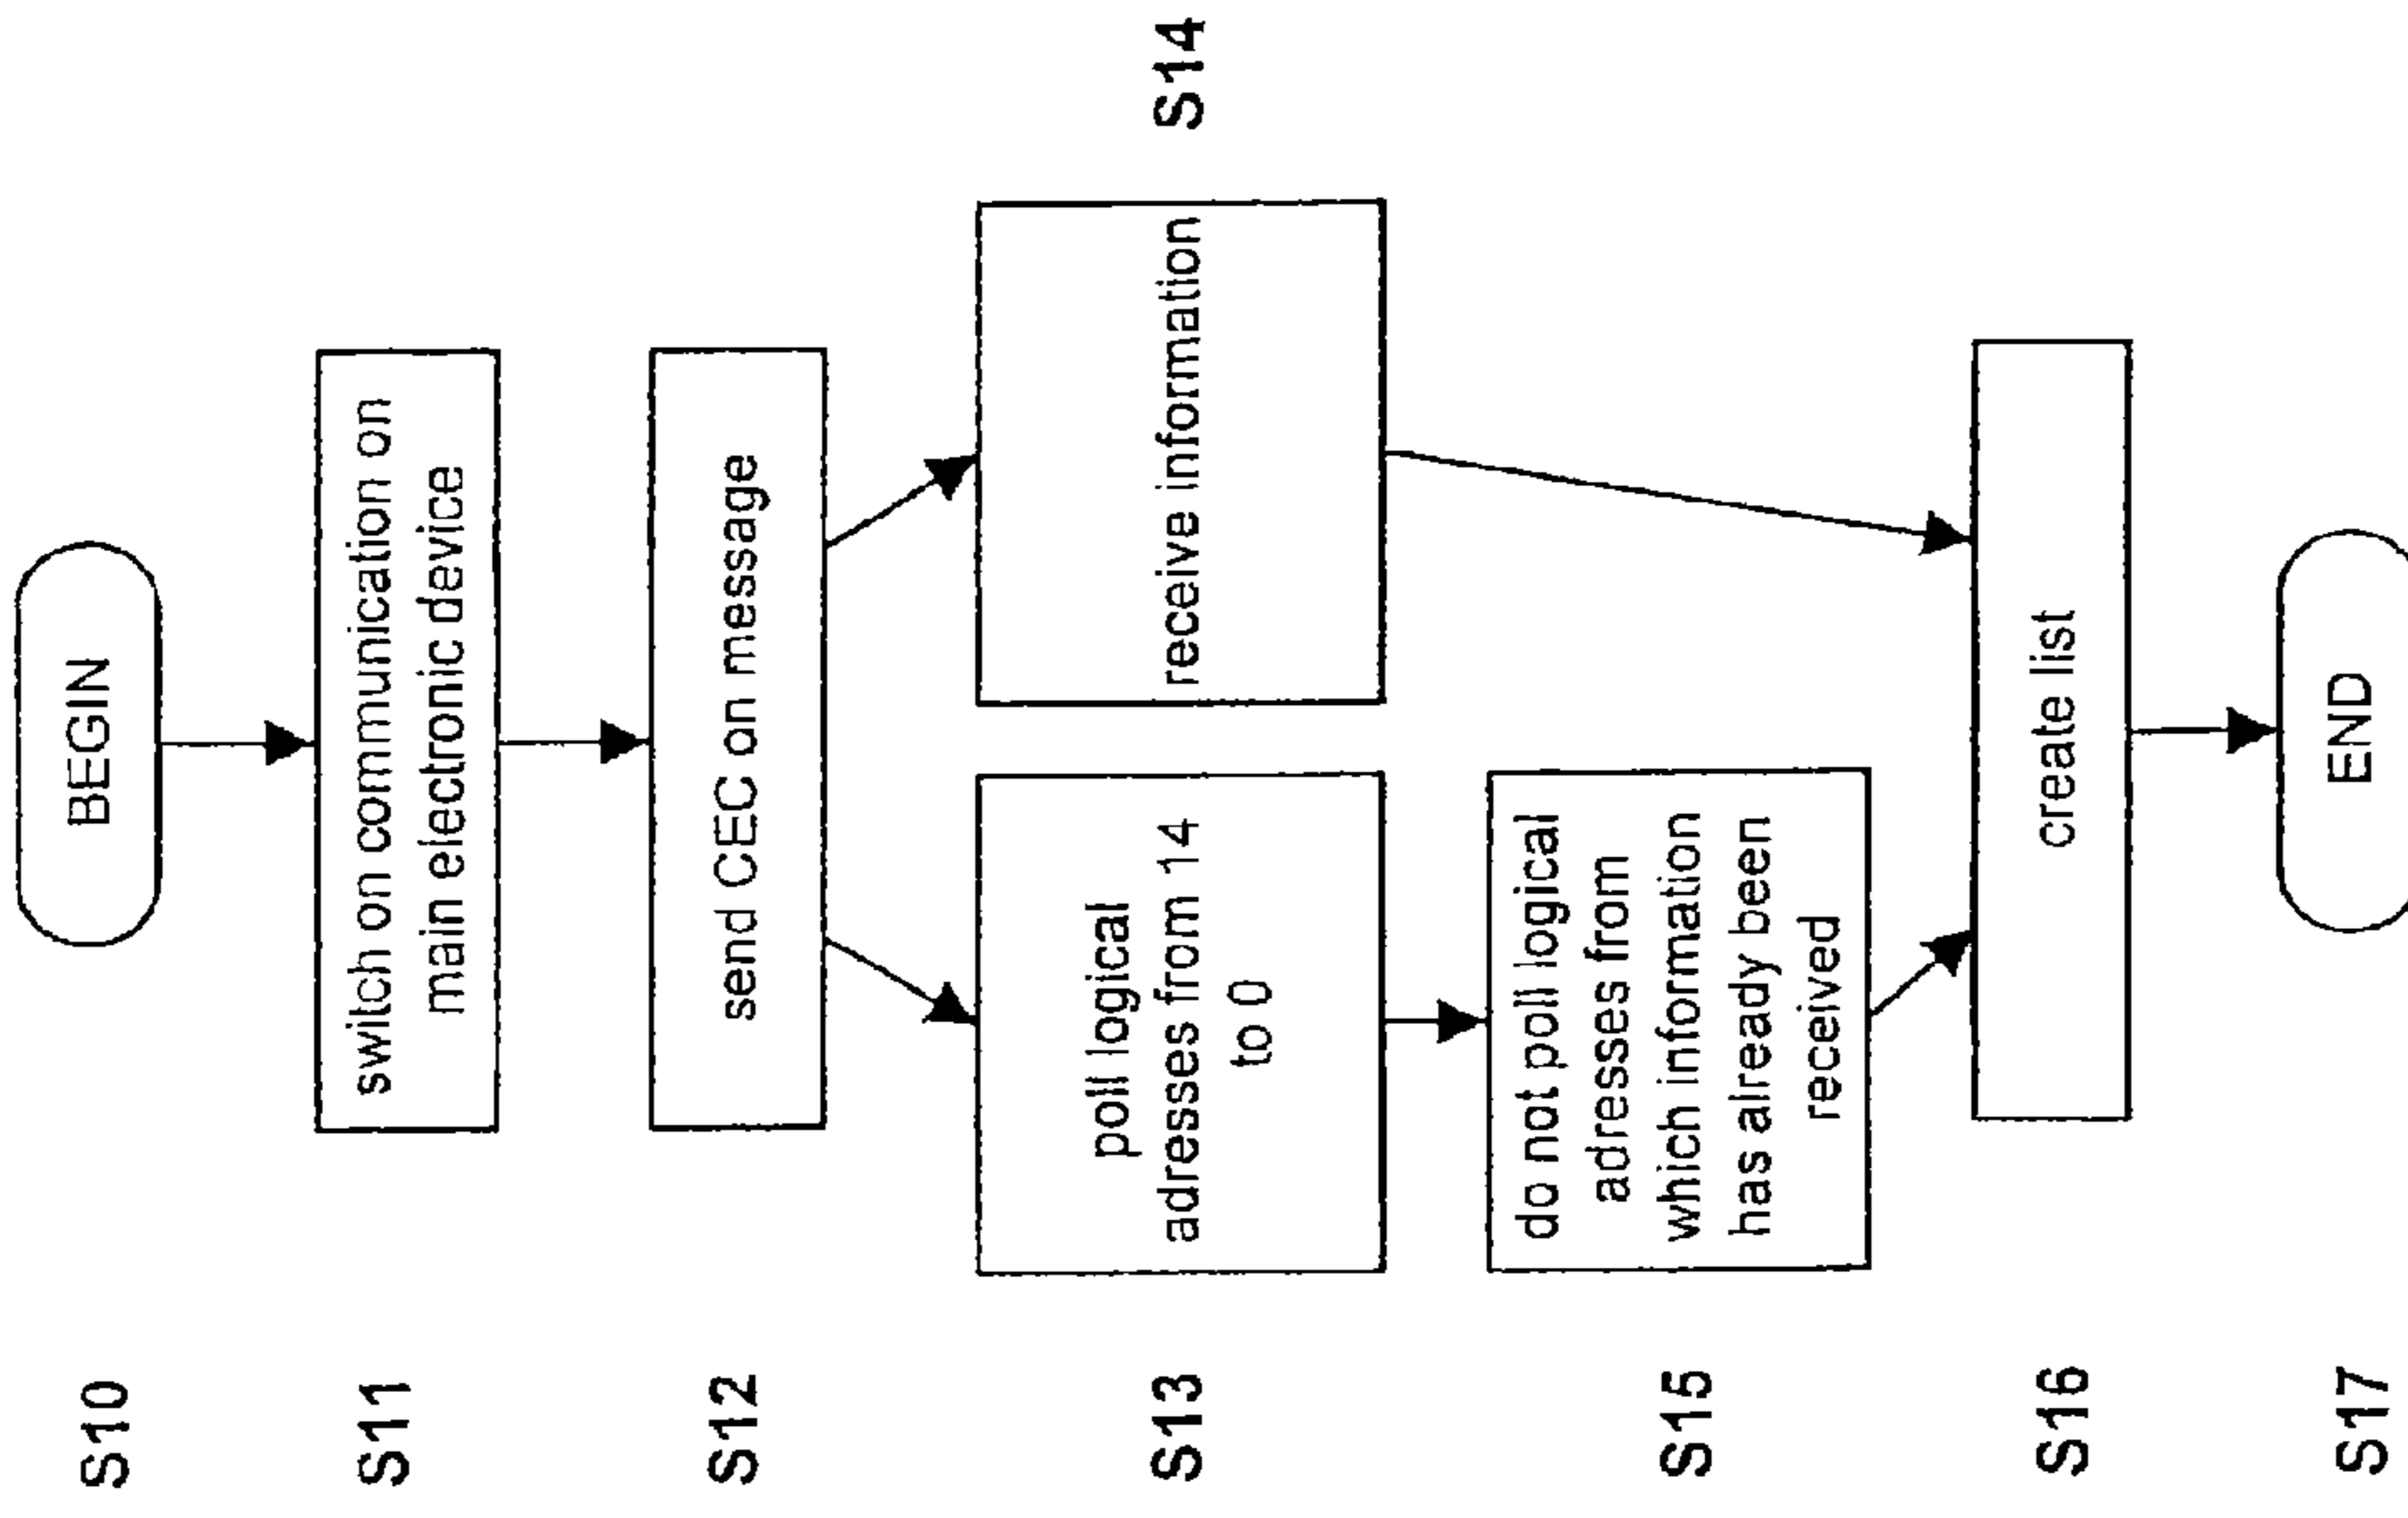 S10
BEGIN
S11
switch on communication on
main electronic device
S12
send CEC on message
S13
poll logical
adresses from 14
to 0
receive information
S14
S15
do not poll logical
adresses from
which information
has already been
received
S16
create list
S17
END